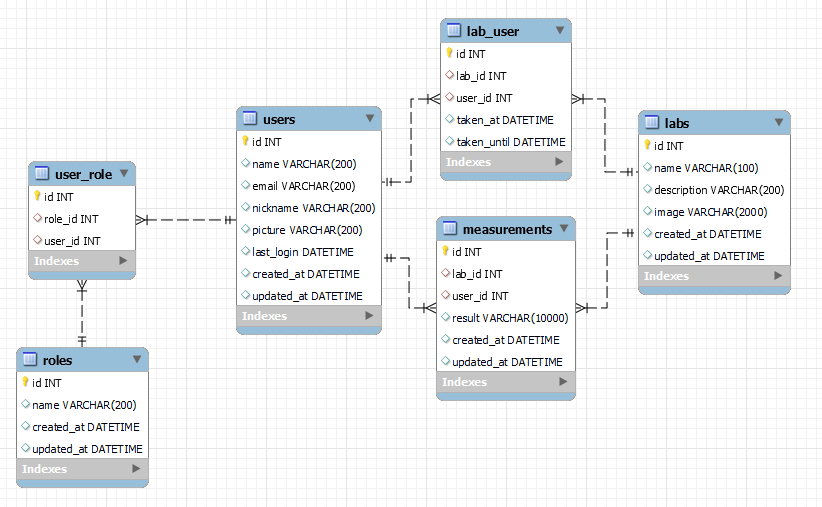 lab_user
id INT
lab_id INT
user_id INT
taken_at DATETIME
taken_until DATETIME
Indexes
users
id INT
name VARCHAR(200)
email VARCHAR(200)
nickname VARCHAR(200)
picture VARCHAR(200)
last_login DATETIME
created_at DATETIME
updated_at DATETIME
Indexes
labs
id INT
name VARCHAR(100)
description VARCHAR(200)
image VARCHAR(2000)
created_at DATETIME
updated_at DATETIME
Indexes
user_role
id INT
role_id INT
user_id INT
Indexes
measurements
id INT
lab_id INT
user_id INT
result VARCHAR(10000)
created_at DATETIME
updated_at DATETIME
Indexes
roles
id INT
name VARCHAR(200)
created_at DATETIME
updated_at DATETIME
Indexes